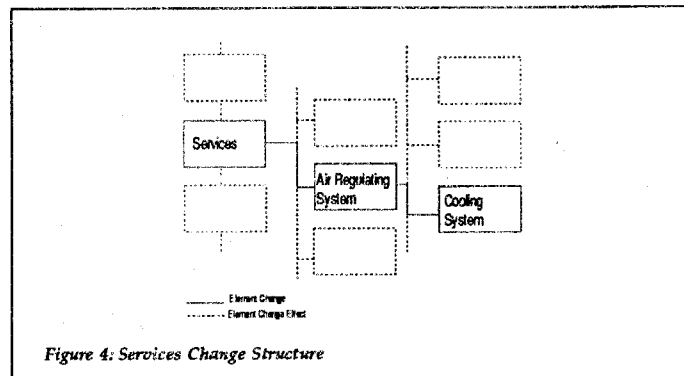 Services
Air Regulating
System
Cooling
System
Element Change
Element Change Effect
Figure 4: Services Change Structure